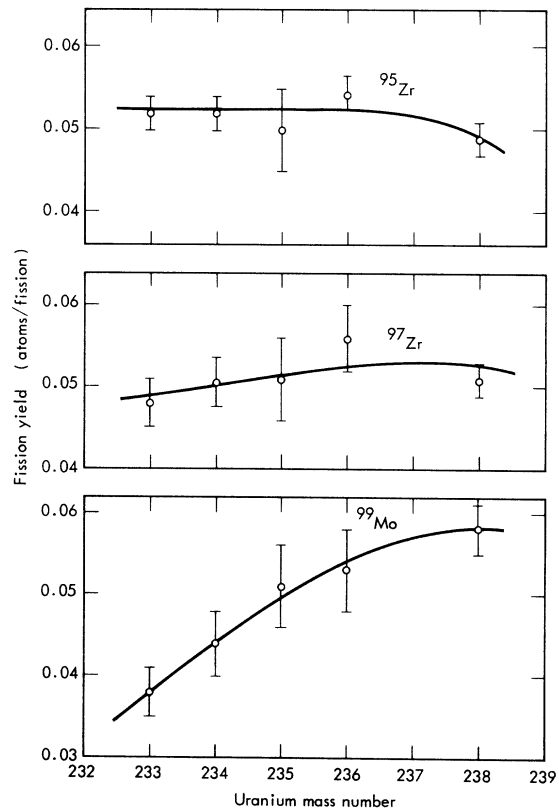 0.06
⁹⁵Zr
0.05
0.04
0.06
⁹⁷Zr
0.05
0.04
0.06
⁹⁹Mo
0.05
0.04
0.03
232 233 234 235 236 237 238 239
Uranium mass number
Fission yield (atoms/fission)